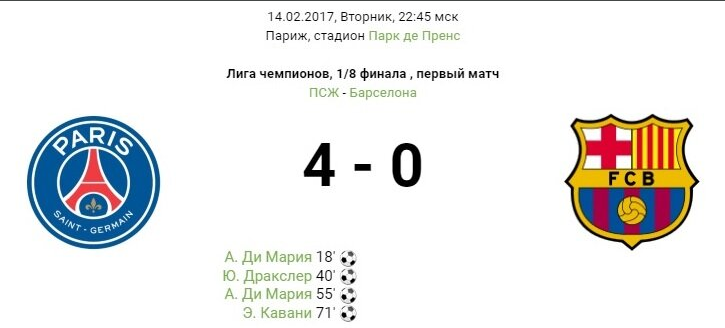 14.02.2017, Вторник, 22:45 мск
Париж, стадион Парк де Пренс
Лига чемпионов, 1/8 финала , первый матч
ПСЖ - Барселона
PARIS
SAINT - GERMAIN
4 - 0
FCB
А. Ди Мария 18'
Ю. Дракслер 40'
А. Ди Мария 55'
Э. Кавани 71'